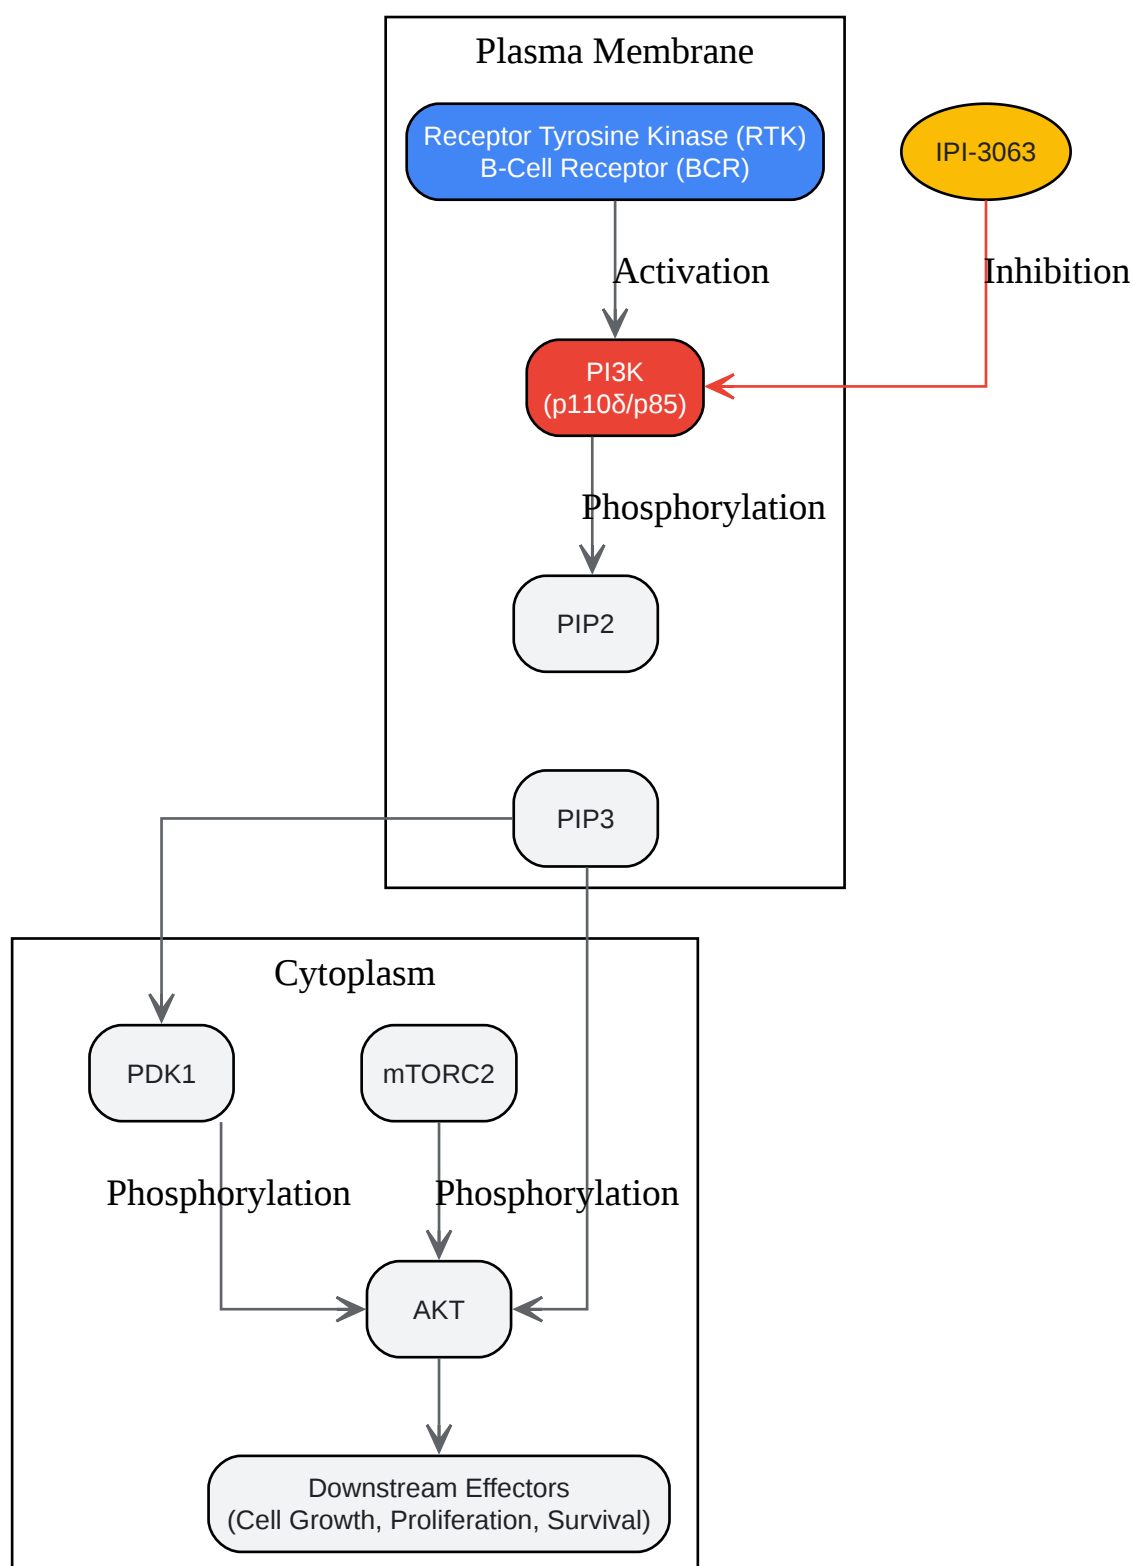 Plasma Membrane
Receptor Tyrosine Kinase (RTK)
B-Cell Receptor (BCR)
IPI-3063
Activation
Inhibition
PI3K
(p110δ/p85)
Phosphorylation
PIP2
PIP3
Cytoplasm
PDK1
mTORC2
Phosphorylation
Phosphorylation
AKT
Downstream Effectors
(Cell Growth, Proliferation, Survival)